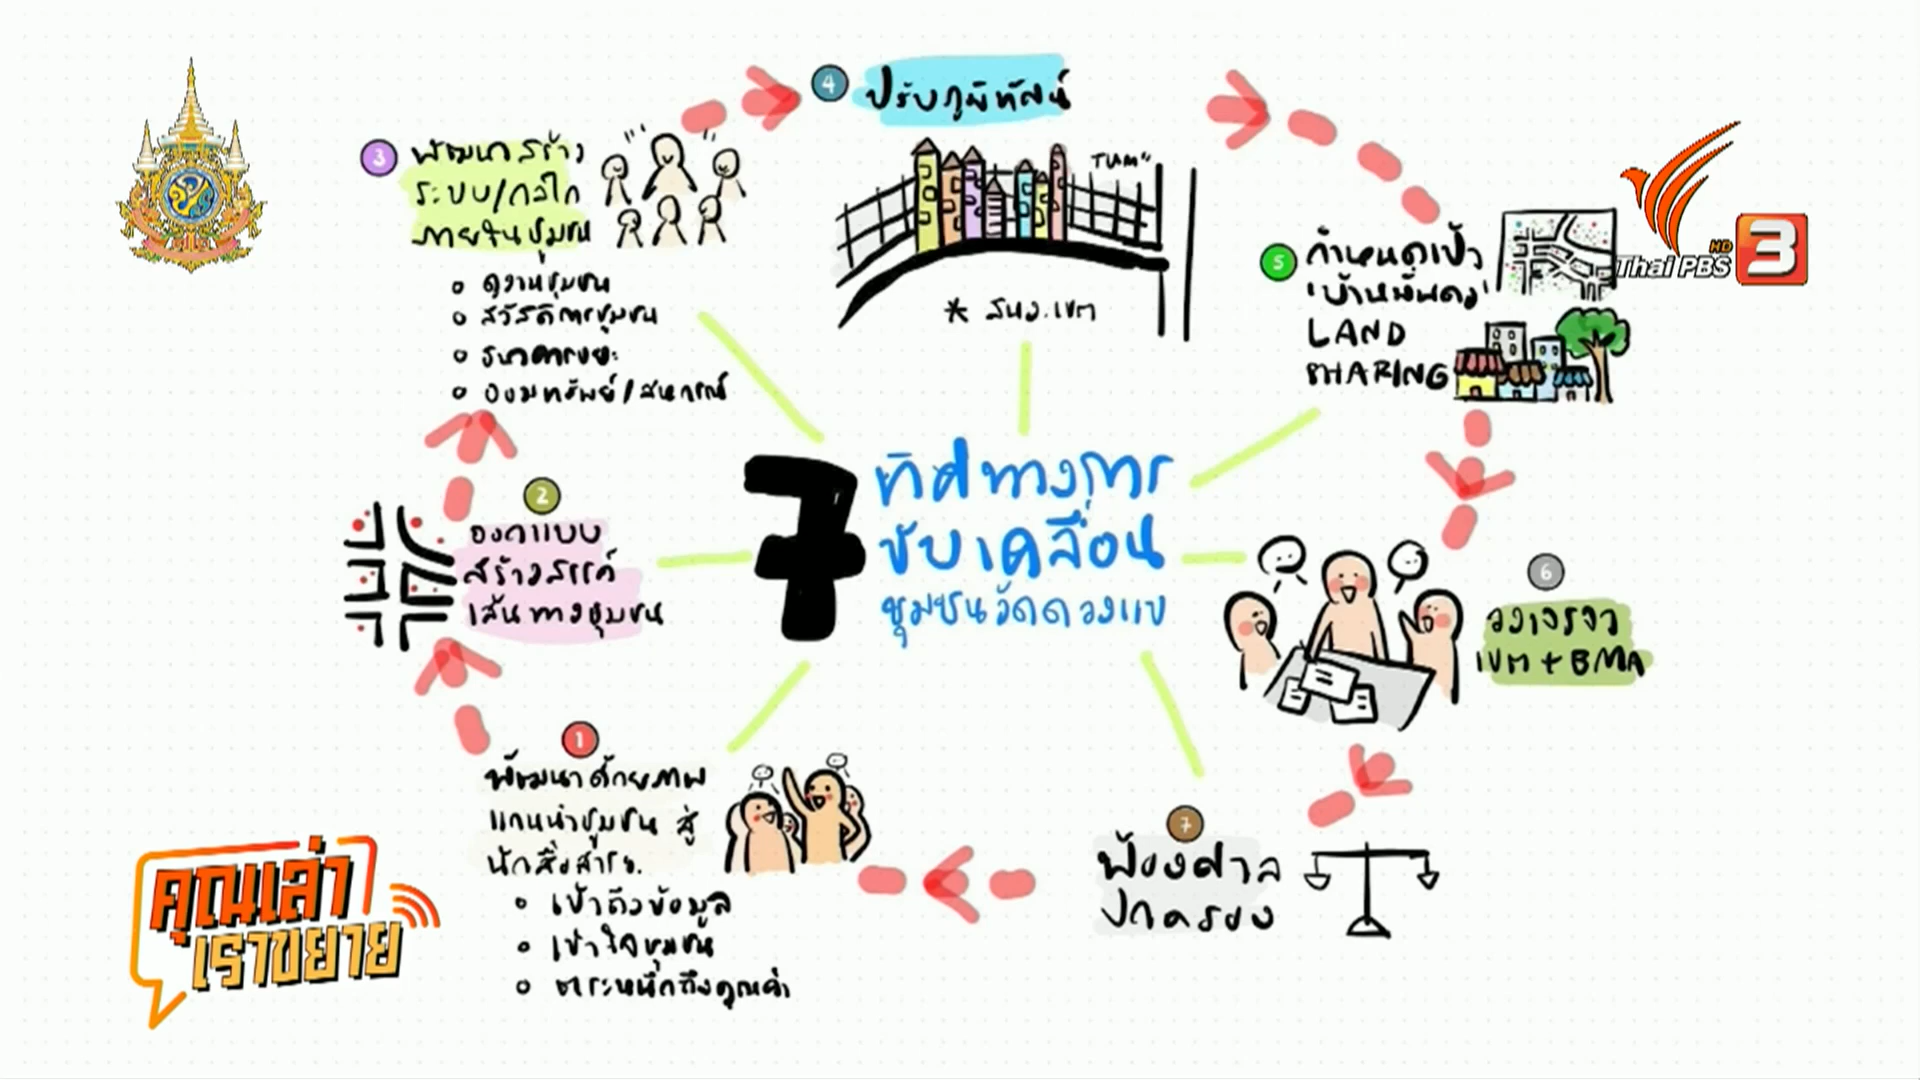 7 ทิศทางการ
ขับเคลื่อน
ชุมชนวัดดวงแข
1
พัฒนาศักยภาพ
แกนนำชุมชน สู่
นักสื่อสารฯ
เข้าถึงข้อมูล
เข้าใจชุมชน
ตระหนักถึงคุณค่า
2
ออกแบบ
สร้างสรรค์
เส้นทางชุมชน
3
พัฒนาสร้าง
ระบบ/กลไก
ภายในชุมชน
สวัสดิการชุมชน
ธนาคารขยะ
ออมทรัพย์/สหกรณ์
4
ปรับภูมิทัศน์
* สนง.เขต
5
กำหนดเป้า
'บ้านมั่นคง'
LAND
SHARING
6
วงเจรจา
เขต + BMA
7
ฟ้องศาล
ปกครอง
Thai PBS
HD
3
คุณเล่า
เราขยาย